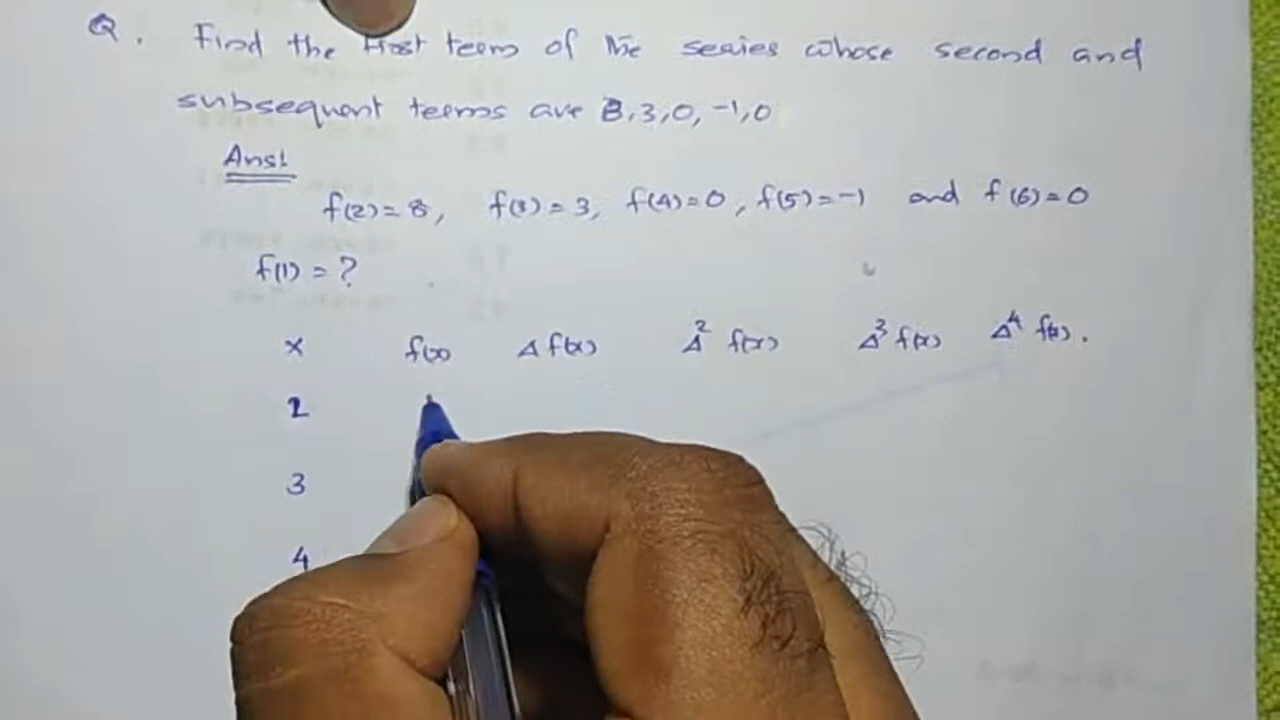 Q. Find the First term of the series whose second and
subsequent terms are 8, 3, 0, -1, 0
Ans:
f(2) = 8, f(3) = 3, f(4) = 0, f(5) = -1 and f(6) = 0
f(1) = ?
x f(x) Δ f(x) Δ² f(x) Δ³ f(x) Δ⁴ f(x).
2
3
4